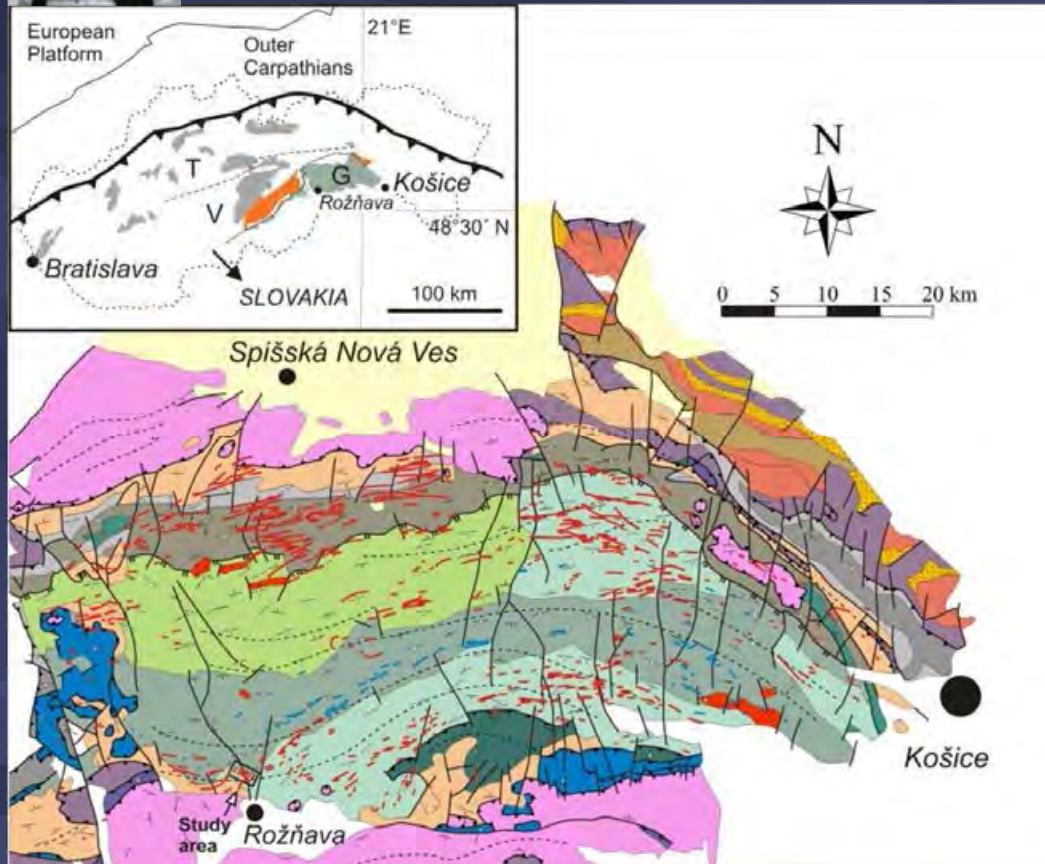 European
Platform
21°E
Outer
Carpathians
T
G
Košice
Rožňava
V
48°30´ N
Bratislava
SLOVAKIA
100 km
N
0 5 10 15 20 km
Spišská Nová Ves
Košice
Study
area
Rožňava